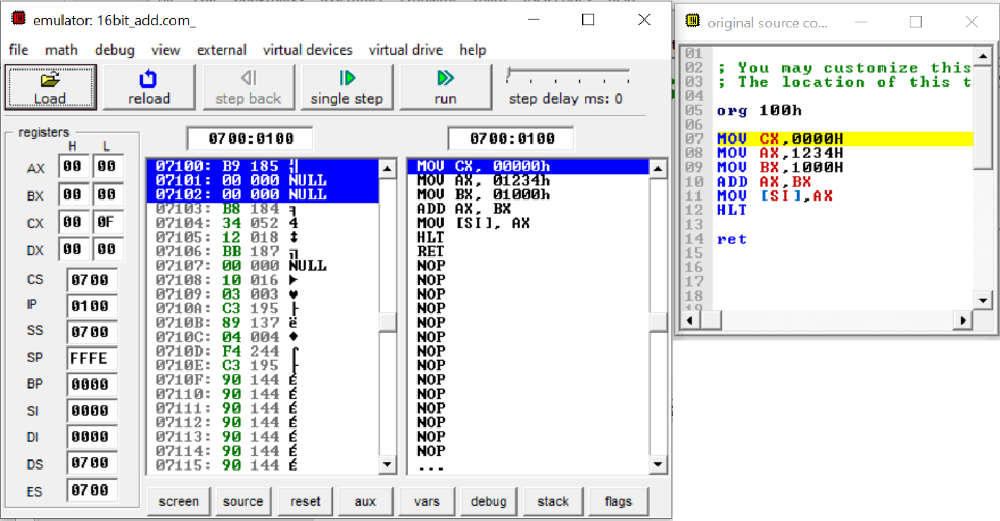 emulator: 16bit_add.com_
file math debug view external virtual devices virtual drive help
Load reload step back single step run step delay ms: 0
registers
H L
AX 00 00
BX 00 00
CX 00 0F
DX 00 00
CS 0700
IP 0100
SS 0700
SP FFFE
BP 0000
SI 0000
DI 0000
DS 0700
ES 0700
0700:0100
07100: B9 185 ╣
07101: 00 000 NULL
07102: 00 000 NULL
07103: B8 184 ╕
07104: 34 052 4
07105: 12 018 ↕
07106: BB 187 ╗
07107: 00 000 NULL
07108: 10 016 ►
07109: 03 003 ♥
0710A: C3 195 ├
0710B: 89 137 ë
0710C: 04 004 ♦
0710D: F4 244 ⌠
0710E: C3 195 ├
0710F: 90 144 É
07110: 90 144 É
07111: 90 144 É
07112: 90 144 É
07113: 90 144 É
07114: 90 144 É
07115: 90 144 É
0700:0100
MOV CX, 00000h
MOV AX, 01234h
MOV BX, 01000h
ADD AX, BX
MOV [SI], AX
HLT
RET
NOP
NOP
NOP
NOP
NOP
NOP
NOP
NOP
NOP
NOP
NOP
NOP
NOP
NOP
...
screen source reset aux vars debug stack flags
original source co...
01
02 ; You may customize this
03 ; The location of this t
04
05 org 100h
06
07 MOV CX,0000H
08 MOV AX,1234H
09 MOV BX,1000H
10 ADD AX,BX
11 MOV [SI],AX
12 HLT
13
14 ret
15
16
17
18
19